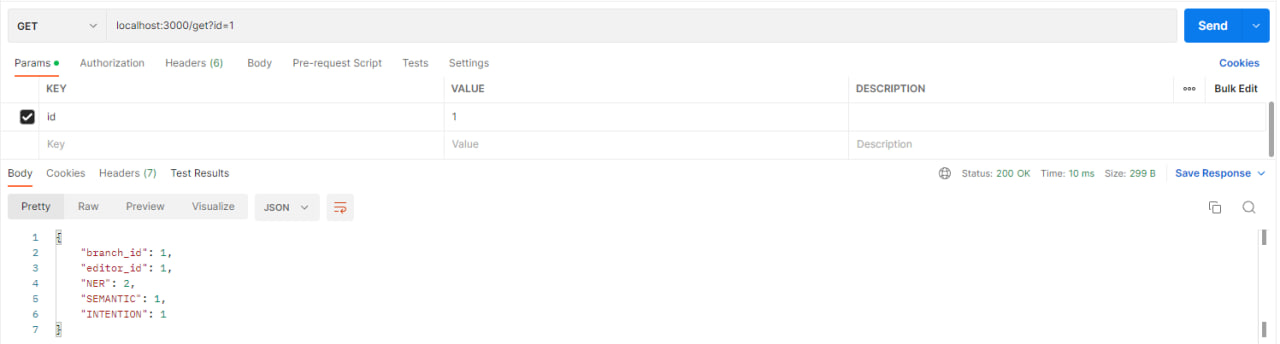 GET localhost:3000/get?id=1 Send
Params Authorization Headers (6) Body Pre-request Script Tests Settings Cookies
KEY VALUE DESCRIPTION ooo Bulk Edit
id 1
Key Value Description
Body Cookies Headers (7) Test Results Status: 200 OK Time: 10 ms Size: 299 B Save Response
Pretty Raw Preview Visualize JSON
1 {
2 "branch_id": 1,
3 "editor_id": 1,
4 "NER": 2,
5 "SEMANTIC": 1,
6 "INTENTION": 1
7 }